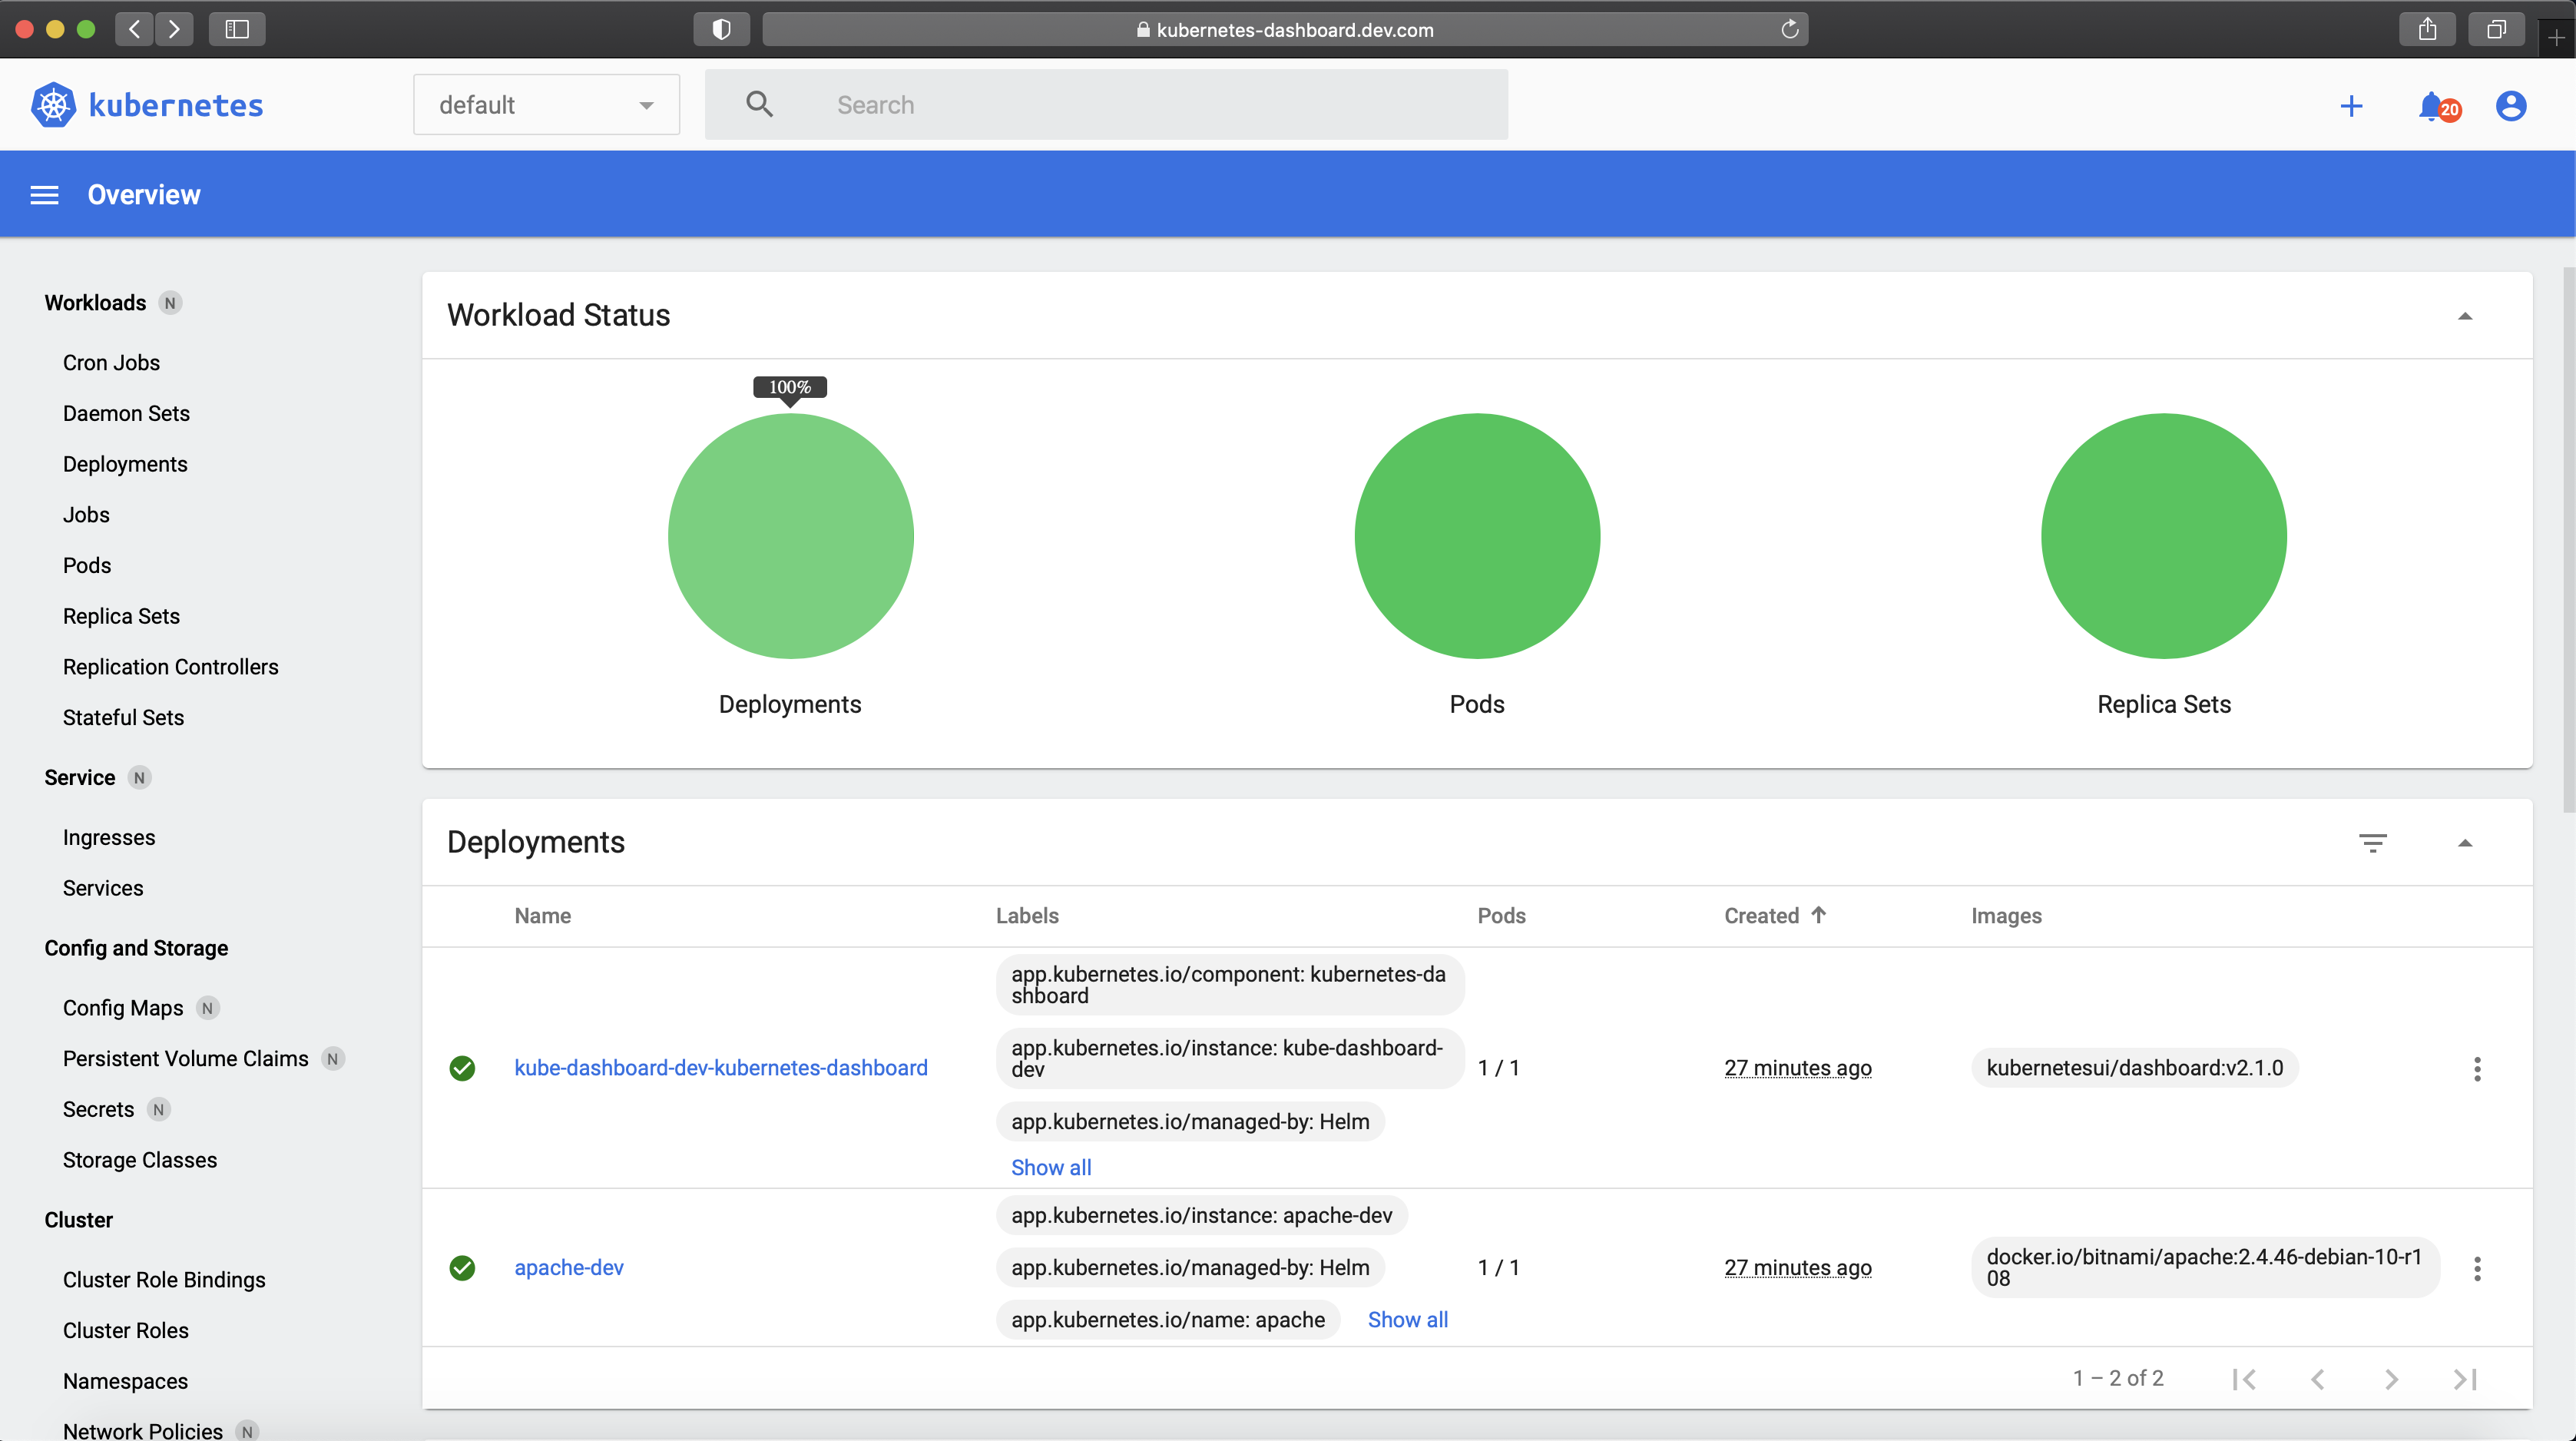 kubernetes-dashboard.dev.com
kubernetes
default
Search
20
Overview
Workloads N
Cron Jobs
Daemon Sets
Deployments
Jobs
Pods
Replica Sets
Replication Controllers
Stateful Sets
Service N
Ingresses
Services
Config and Storage
Config Maps N
Persistent Volume Claims N
Secrets N
Storage Classes
Cluster
Cluster Role Bindings
Cluster Roles
Namespaces
Network Policies N
Workload Status
100%
Deployments
Pods
Replica Sets
Deployments
Name Labels Pods Created Images
app.kubernetes.io/component: kubernetes-da
shboard
app.kubernetes.io/instance: kube-dashboard-
dev
kube-dashboard-dev-kubernetes-dashboard 1 / 1 27 minutes ago kubernetesui/dashboard:v2.1.0
app.kubernetes.io/managed-by: Helm
Show all
app.kubernetes.io/instance: apache-dev
apache-dev app.kubernetes.io/managed-by: Helm 1 / 1 27 minutes ago docker.io/bitnami/apache:2.4.46-debian-10-r1
08
app.kubernetes.io/name: apache Show all
1 – 2 of 2